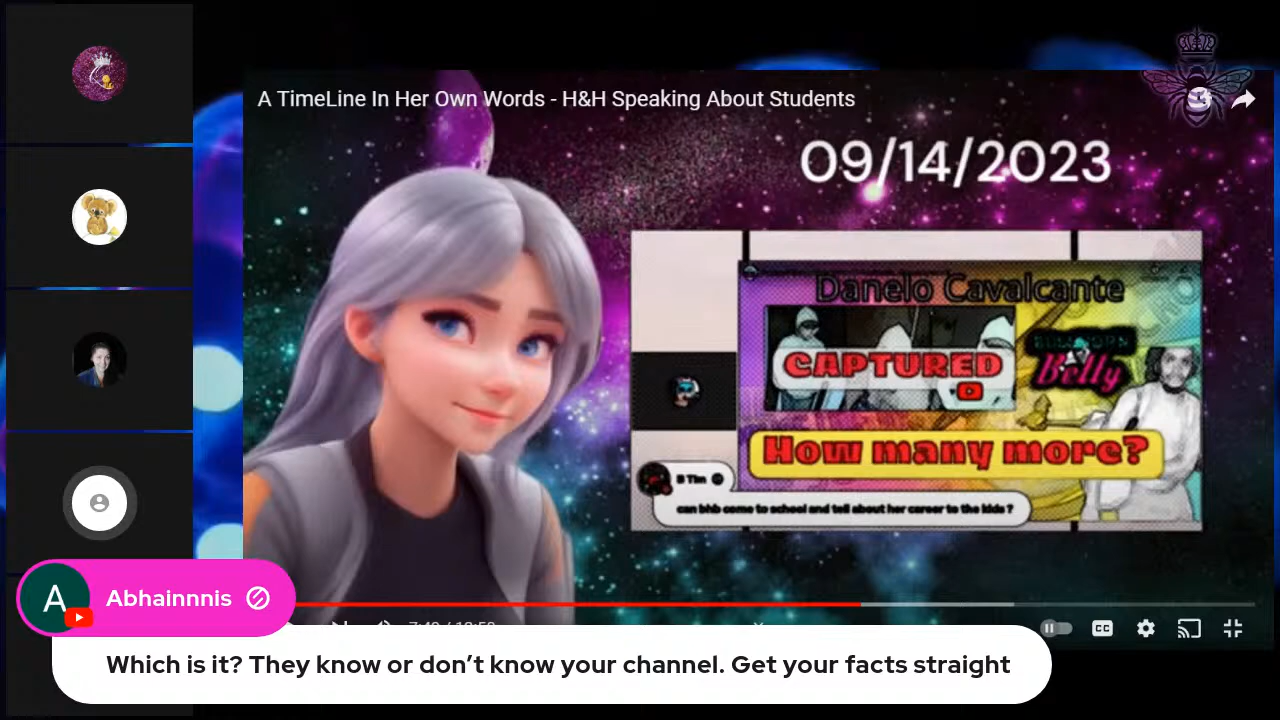 A TimeLine In Her Own Words - H&H Speaking About Students
09/14/2023
Danelo Cavalcante
CAPTURED
Belly
How many more?
B Tim
can bhb come to school and tell about her career to the kids ?
A
Abhainnnis
CC
Which is it? They know or don’t know your channel. Get your facts straight